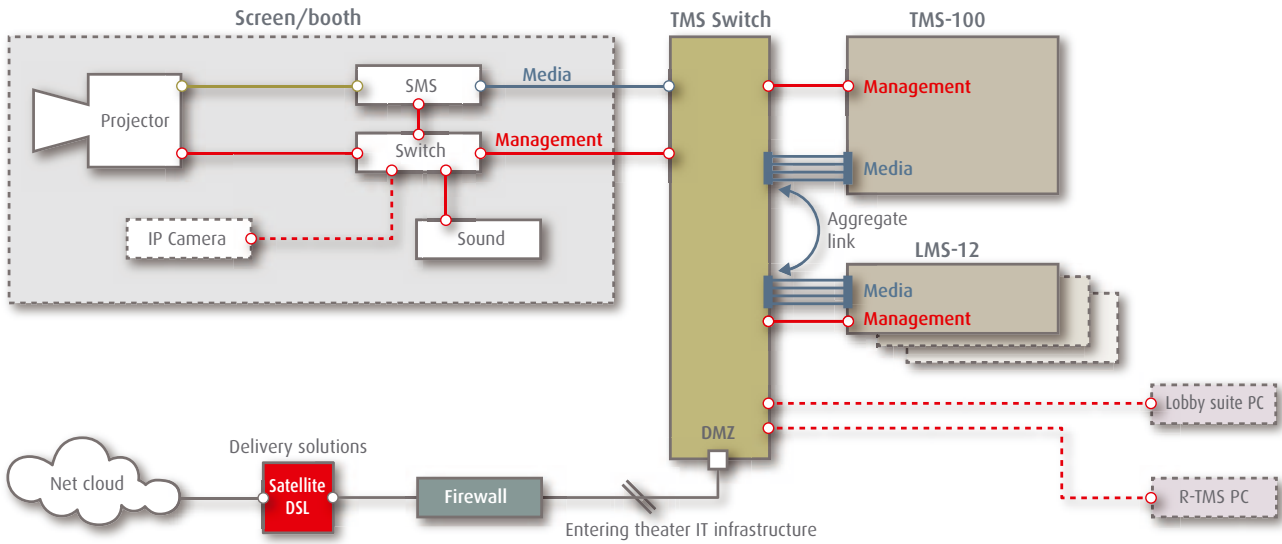 Screen/booth
TMS Switch
TMS-100
SMS
Media
Management
Projector
Switch
Management
Media
IP Camera
Sound
Aggregate
link
LMS-12
Media
Management
Lobby suite PC
DMZ
Delivery solutions
Net cloud
Satellite
DSL
Firewall
R-TMS PC
Entering theater IT infrastructure